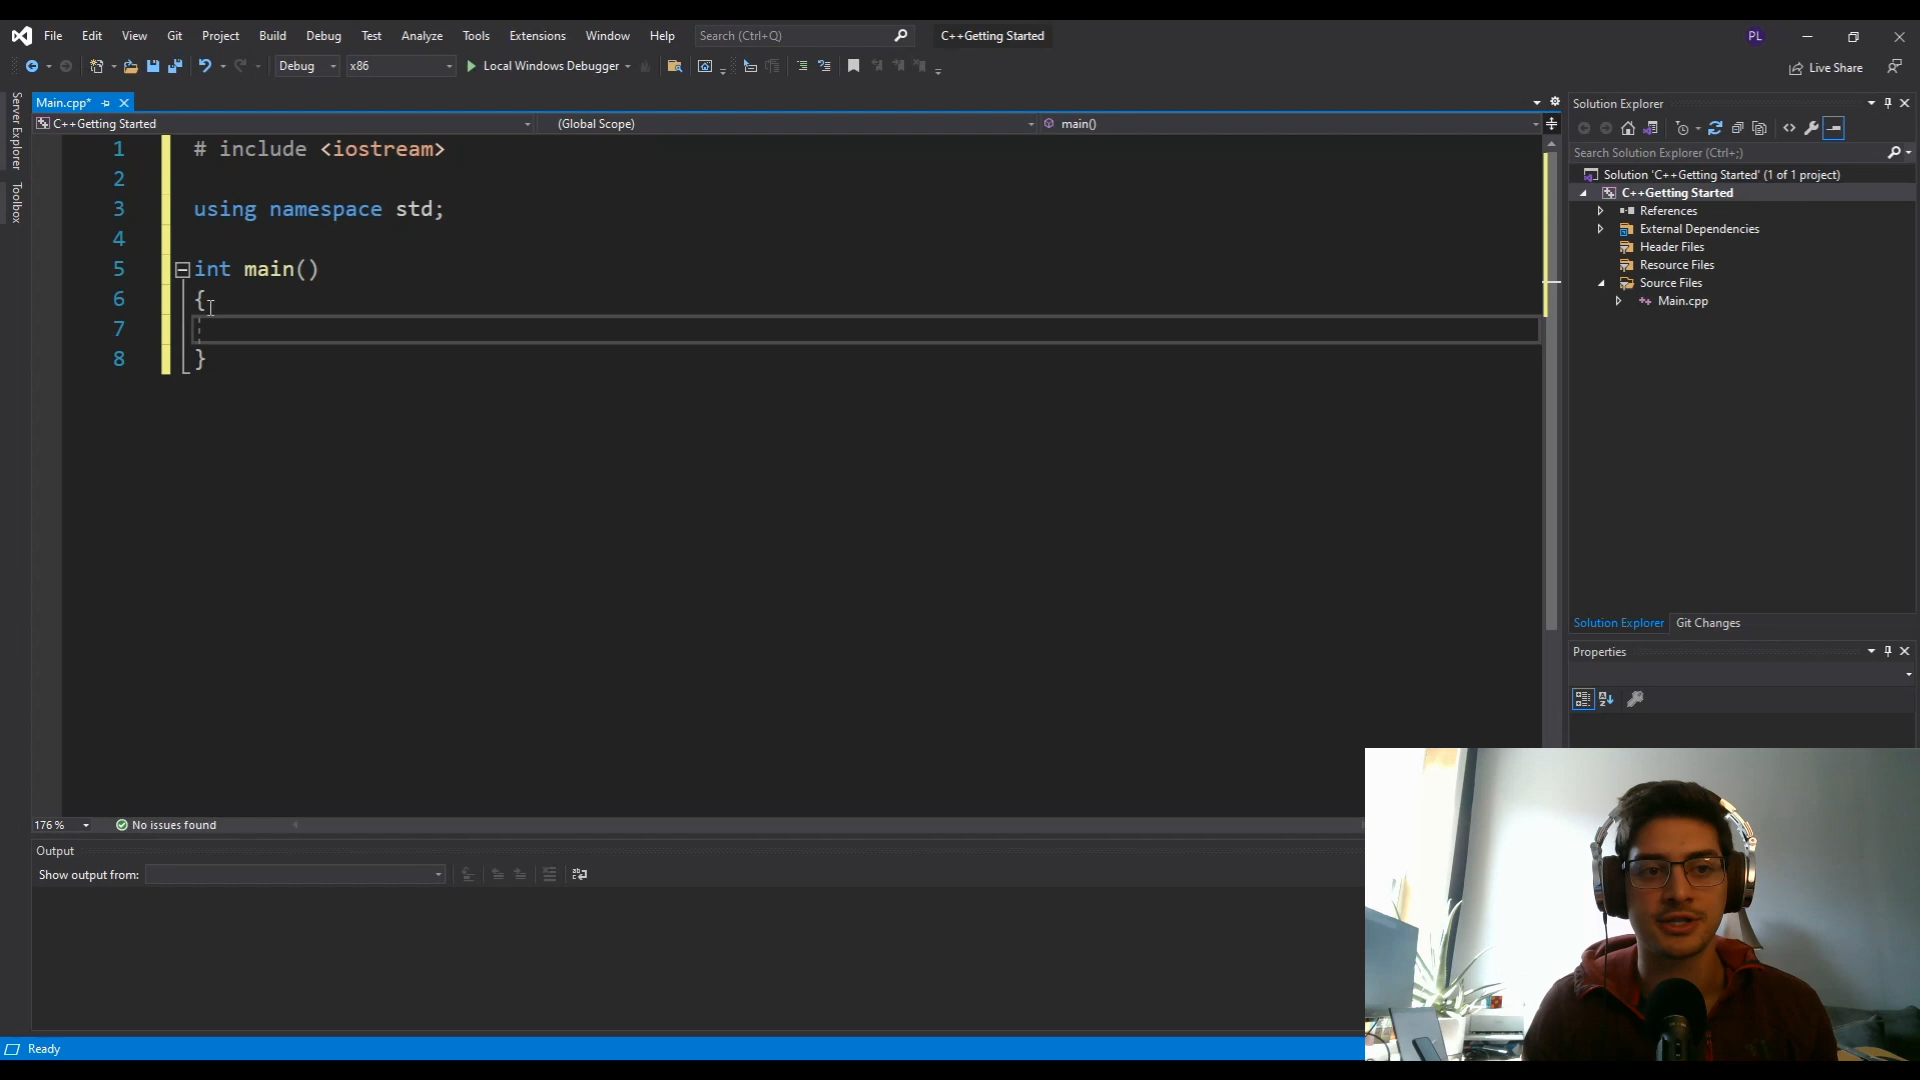 File Edit View Git Project Build Debug Test Analyze Tools Extensions Window Help Search (Ctrl+Q) C++Getting Started PL
Debug x86 Local Windows Debugger Live Share
Server Explorer
Toolbox
Main.cpp*
C++Getting Started (Global Scope) main()
1 # include <iostream>
2
3 using namespace std;
4
5 int main()
6 {
7
8 }
176 % No issues found
Output
Show output from:
Ready
Solution Explorer
Search Solution Explorer (Ctrl+;)
Solution 'C++Getting Started' (1 of 1 project)
C++Getting Started
References
External Dependencies
Header Files
Resource Files
Source Files
Main.cpp
Solution Explorer Git Changes
Properties